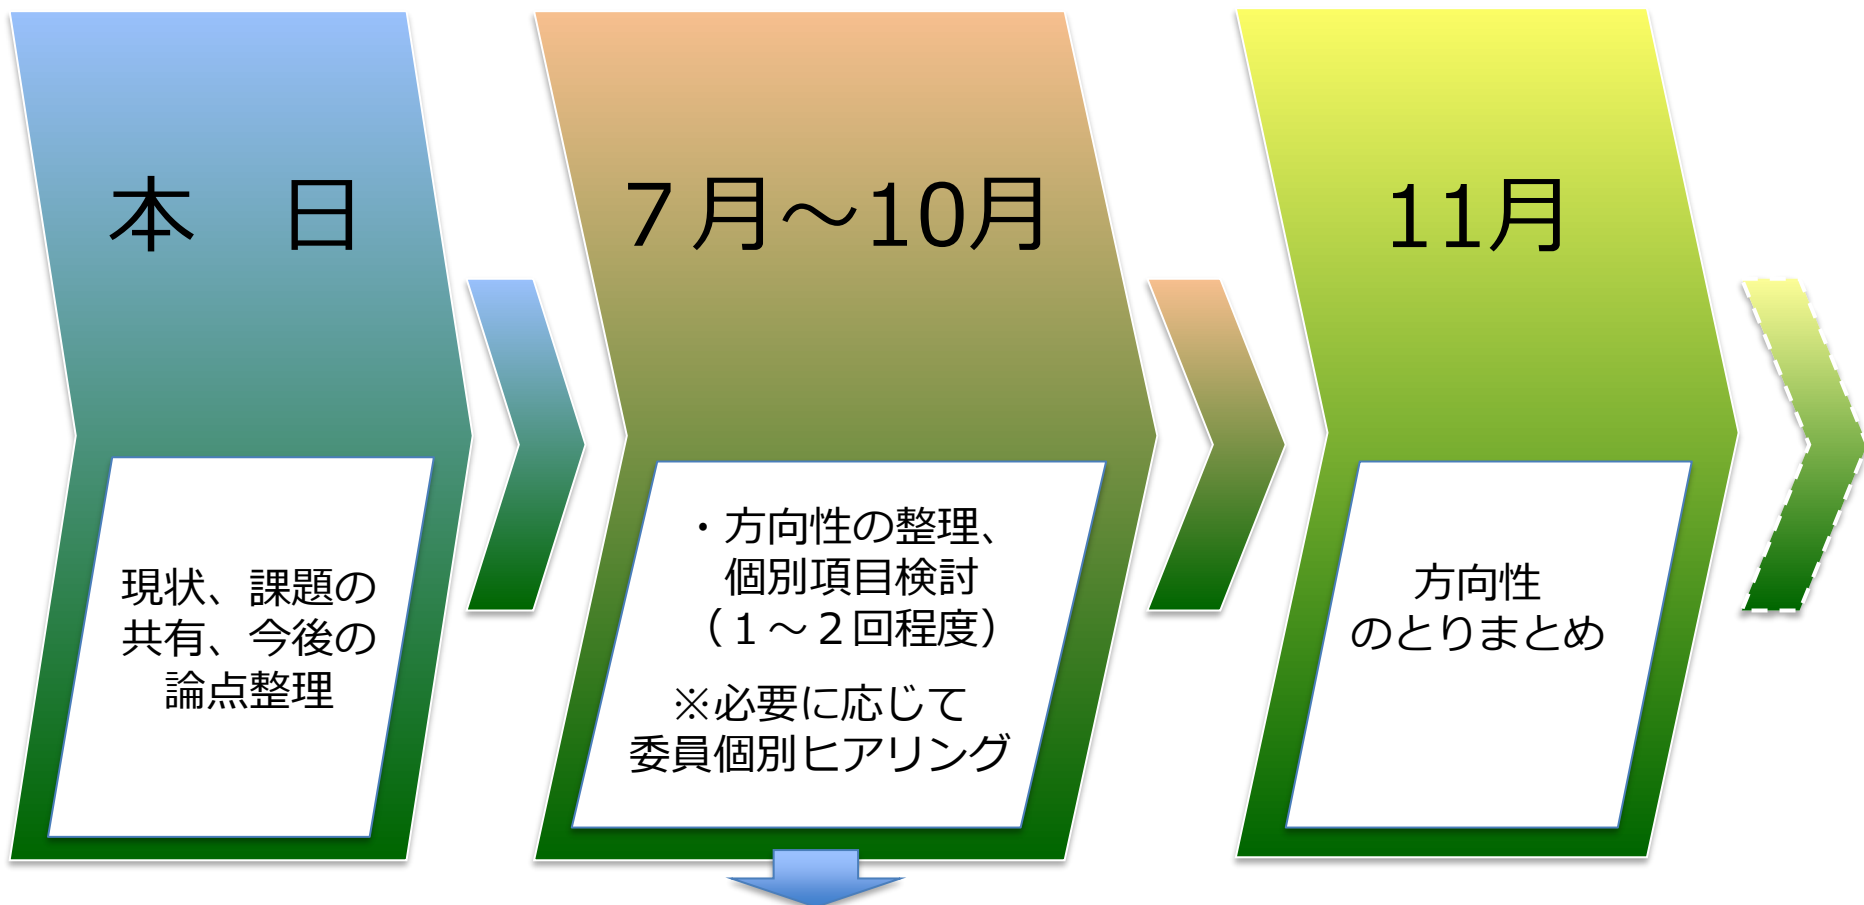 本　日
現状、課題の
共有、今後の
論点整理
７月～10月
・方向性の整理、
個別項目検討
（１～２回程度）
※必要に応じて
委員個別ヒアリング
11月
方向性
のとりまとめ